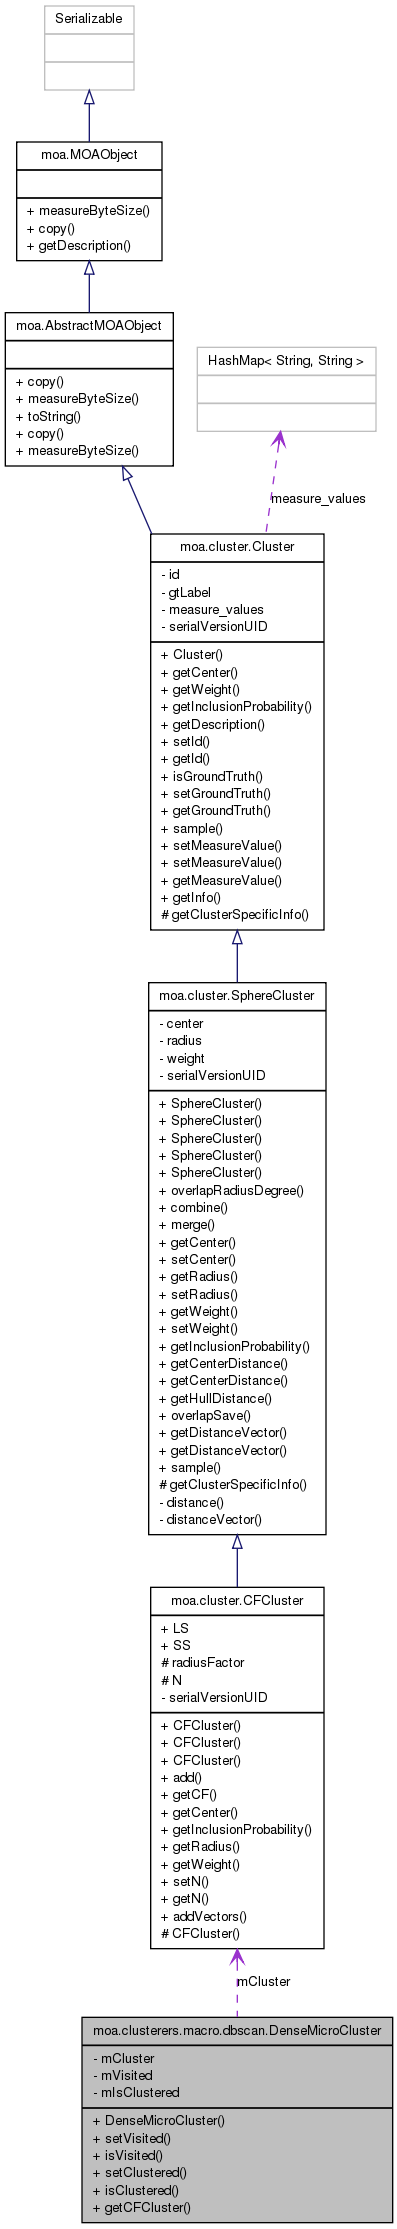 Serializable
moa.MOAObject
+ measureByteSize()
+ copy()
+ getDescription()
moa.AbstractMOAObject
+ copy()
+ measureByteSize()
+ toString()
+ copy()
+ measureByteSize()
HashMap< String, String >
measure_values
moa.cluster.Cluster
- id
- gtLabel
- measure_values
- serialVersionUID
+ Cluster()
+ getCenter()
+ getWeight()
+ getInclusionProbability()
+ getDescription()
+ setId()
+ getId()
+ isGroundTruth()
+ setGroundTruth()
+ getGroundTruth()
+ sample()
+ setMeasureValue()
+ setMeasureValue()
+ getMeasureValue()
+ getInfo()
# getClusterSpecificInfo()
moa.cluster.SphereCluster
- center
- radius
- weight
- serialVersionUID
+ SphereCluster()
+ SphereCluster()
+ SphereCluster()
+ SphereCluster()
+ SphereCluster()
+ overlapRadiusDegree()
+ combine()
+ merge()
+ getCenter()
+ setCenter()
+ getRadius()
+ setRadius()
+ getWeight()
+ setWeight()
+ getInclusionProbability()
+ getCenterDistance()
+ getCenterDistance()
+ getHullDistance()
+ overlapSave()
+ getDistanceVector()
+ getDistanceVector()
+ sample()
# getClusterSpecificInfo()
- distance()
- distanceVector()
moa.cluster.CFCluster
+ LS
+ SS
# radiusFactor
# N
- serialVersionUID
+ CFCluster()
+ CFCluster()
+ CFCluster()
+ add()
+ getCF()
+ getCenter()
+ getInclusionProbability()
+ getRadius()
+ getWeight()
+ setN()
+ getN()
+ addVectors()
# CFCluster()
mCluster
moa.clusterers.macro.dbscan.DenseMicroCluster
- mCluster
- mVisited
- mIsClustered
+ DenseMicroCluster()
+ setVisited()
+ isVisited()
+ setClustered()
+ isClustered()
+ getCFCluster()